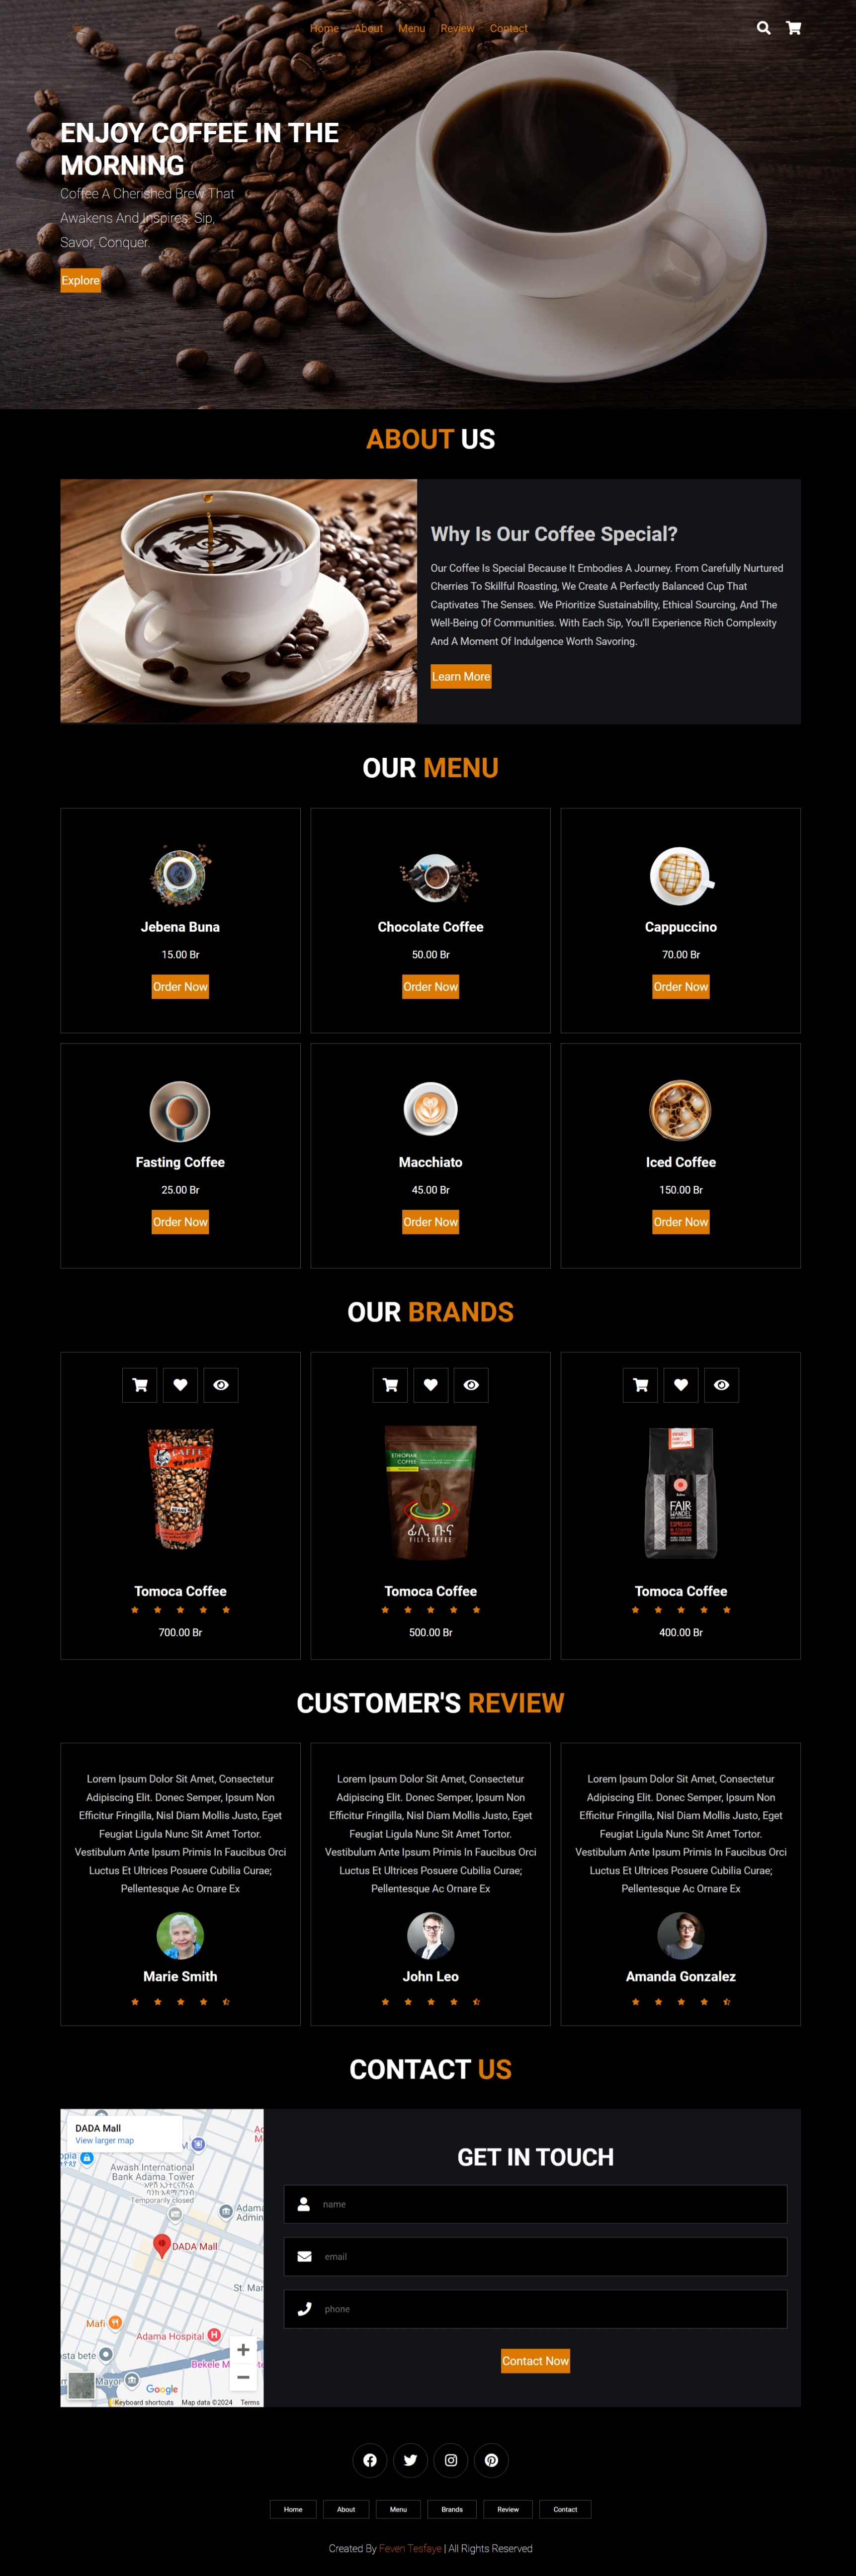 Home About Menu Review Contact
ENJOY COFFEE IN THE
MORNING
Coffee A Cherished Brew That
Awakens And Inspires. Sip,
Savor, Conquer.
Explore
ABOUT US
Why Is Our Coffee Special?
Our Coffee Is Special Because It Embodies A Journey. From Carefully Nurtured
Cherries To Skillful Roasting, We Create A Perfectly Balanced Cup That
Captivates The Senses. We Prioritize Sustainability, Ethical Sourcing, And The
Well-Being Of Communities. With Each Sip, You'll Experience Rich Complexity
And A Moment Of Indulgence Worth Savoring.
Learn More
OUR MENU
Jebena Buna
15.00 Br
Order Now
Chocolate Coffee
50.00 Br
Order Now
Cappuccino
70.00 Br
Order Now
Fasting Coffee
25.00 Br
Order Now
Macchiato
45.00 Br
Order Now
Iced Coffee
150.00 Br
Order Now
OUR BRANDS
BEANS
Tomoca Coffee
700.00 Br
ETHIOPIAN
COFFEE
ፊሊ ቡና
FILI COFFEE
Tomoca Coffee
500.00 Br
FAIR
HANDEL
ESPRESSO
Tomoca Coffee
400.00 Br
CUSTOMER'S REVIEW
Lorem Ipsum Dolor Sit Amet, Consectetur
Adipiscing Elit. Donec Semper, Ipsum Non
Efficitur Fringilla, Nisl Diam Mollis Justo, Eget
Feugiat Ligula Nunc Sit Amet Tortor.
Vestibulum Ante Ipsum Primis In Faucibus Orci
Luctus Et Ultrices Posuere Cubilia Curae;
Pellentesque Ac Ornare Ex
Marie Smith
Lorem Ipsum Dolor Sit Amet, Consectetur
Adipiscing Elit. Donec Semper, Ipsum Non
Efficitur Fringilla, Nisl Diam Mollis Justo, Eget
Feugiat Ligula Nunc Sit Amet Tortor.
Vestibulum Ante Ipsum Primis In Faucibus Orci
Luctus Et Ultrices Posuere Cubilia Curae;
Pellentesque Ac Ornare Ex
John Leo
Lorem Ipsum Dolor Sit Amet, Consectetur
Adipiscing Elit. Donec Semper, Ipsum Non
Efficitur Fringilla, Nisl Diam Mollis Justo, Eget
Feugiat Ligula Nunc Sit Amet Tortor.
Vestibulum Ante Ipsum Primis In Faucibus Orci
Luctus Et Ultrices Posuere Cubilia Curae;
Pellentesque Ac Ornare Ex
Amanda Gonzalez
CONTACT US
DADA Mall
View larger map
Awash International
Bank Adama Tower
Temporarily closed
Adama
Admin
DADA Mall
St. Mar
Mafi
Adama Hospital
osta bete
Bekele M
Mayor
Google
Keyboard shortcuts Map data ©2024 Terms
GET IN TOUCH
name
email
phone
Contact Now
Home About Menu Brands Review Contact
Created By Feven Tesfaye | All Rights Reserved